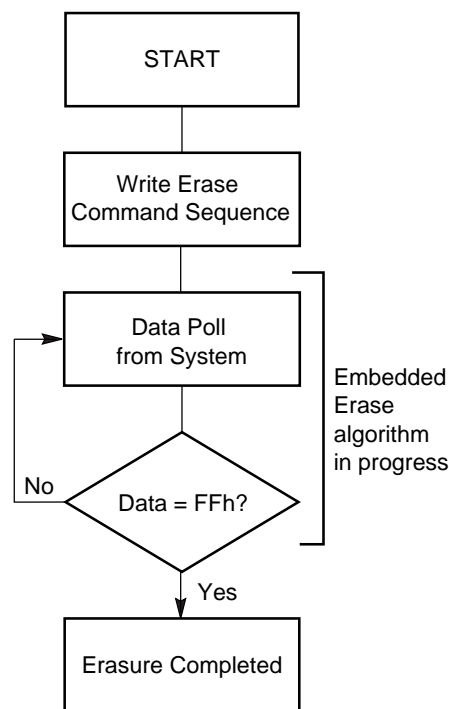 START
Write Erase
Command Sequence
Data Poll
from System
Embedded
Erase
algorithm
in progress
No
Data = FFh?
Yes
Erasure Completed